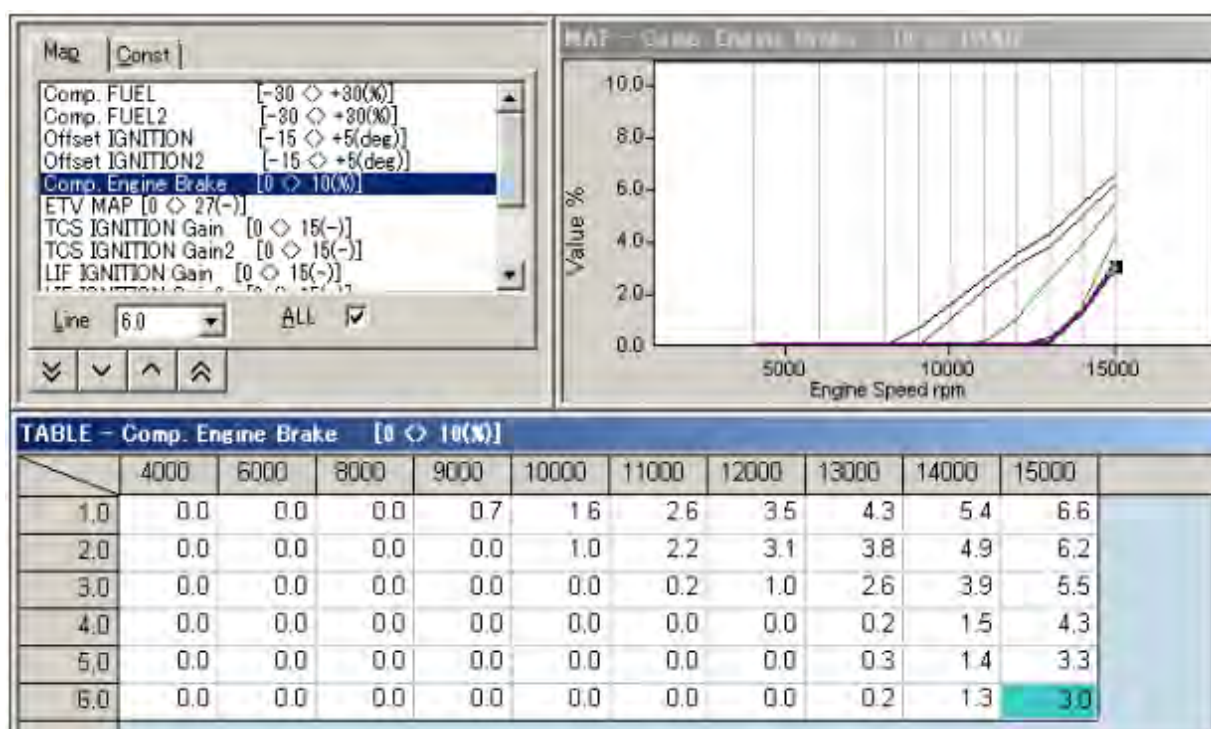 Map Const
Comp. FUEL [-30 <> +30(%)]
Comp. FUEL2 [-30 <> +30(%)]
Offset IGNITION [-15 <> +5(deg)]
Offset IGNITION2 [-15 <> +5(deg)]
Comp. Engine Brake [0 <> 10(%)]
ETV MAP [0 <> 27(-)]
TCS IGNITION Gain [0 <> 15(-)]
TCS IGNITION Gain2 [0 <> 15(-)]
LIF IGNITION Gain [0 <> 15(-)]
Line 6.0 ALL
MAP - Comp. Engine Brake
10.0
8.0
6.0
4.0
2.0
0.0
Value %
5000 10000 15000
Engine Speed rpm
TABLE - Comp. Engine Brake [0 <> 10(%)]
4000 6000 8000 9000 10000 11000 12000 13000 14000 15000
1.0 0.0 0.0 0.0 0.7 1.6 2.6 3.5 4.3 5.4 6.6
2.0 0.0 0.0 0.0 0.0 1.0 2.2 3.1 3.8 4.9 6.2
3.0 0.0 0.0 0.0 0.0 0.0 0.2 1.0 2.6 3.9 5.5
4.0 0.0 0.0 0.0 0.0 0.0 0.0 0.0 0.2 1.5 4.3
5.0 0.0 0.0 0.0 0.0 0.0 0.0 0.0 0.3 1.4 3.3
6.0 0.0 0.0 0.0 0.0 0.0 0.0 0.0 0.2 1.3 3.0